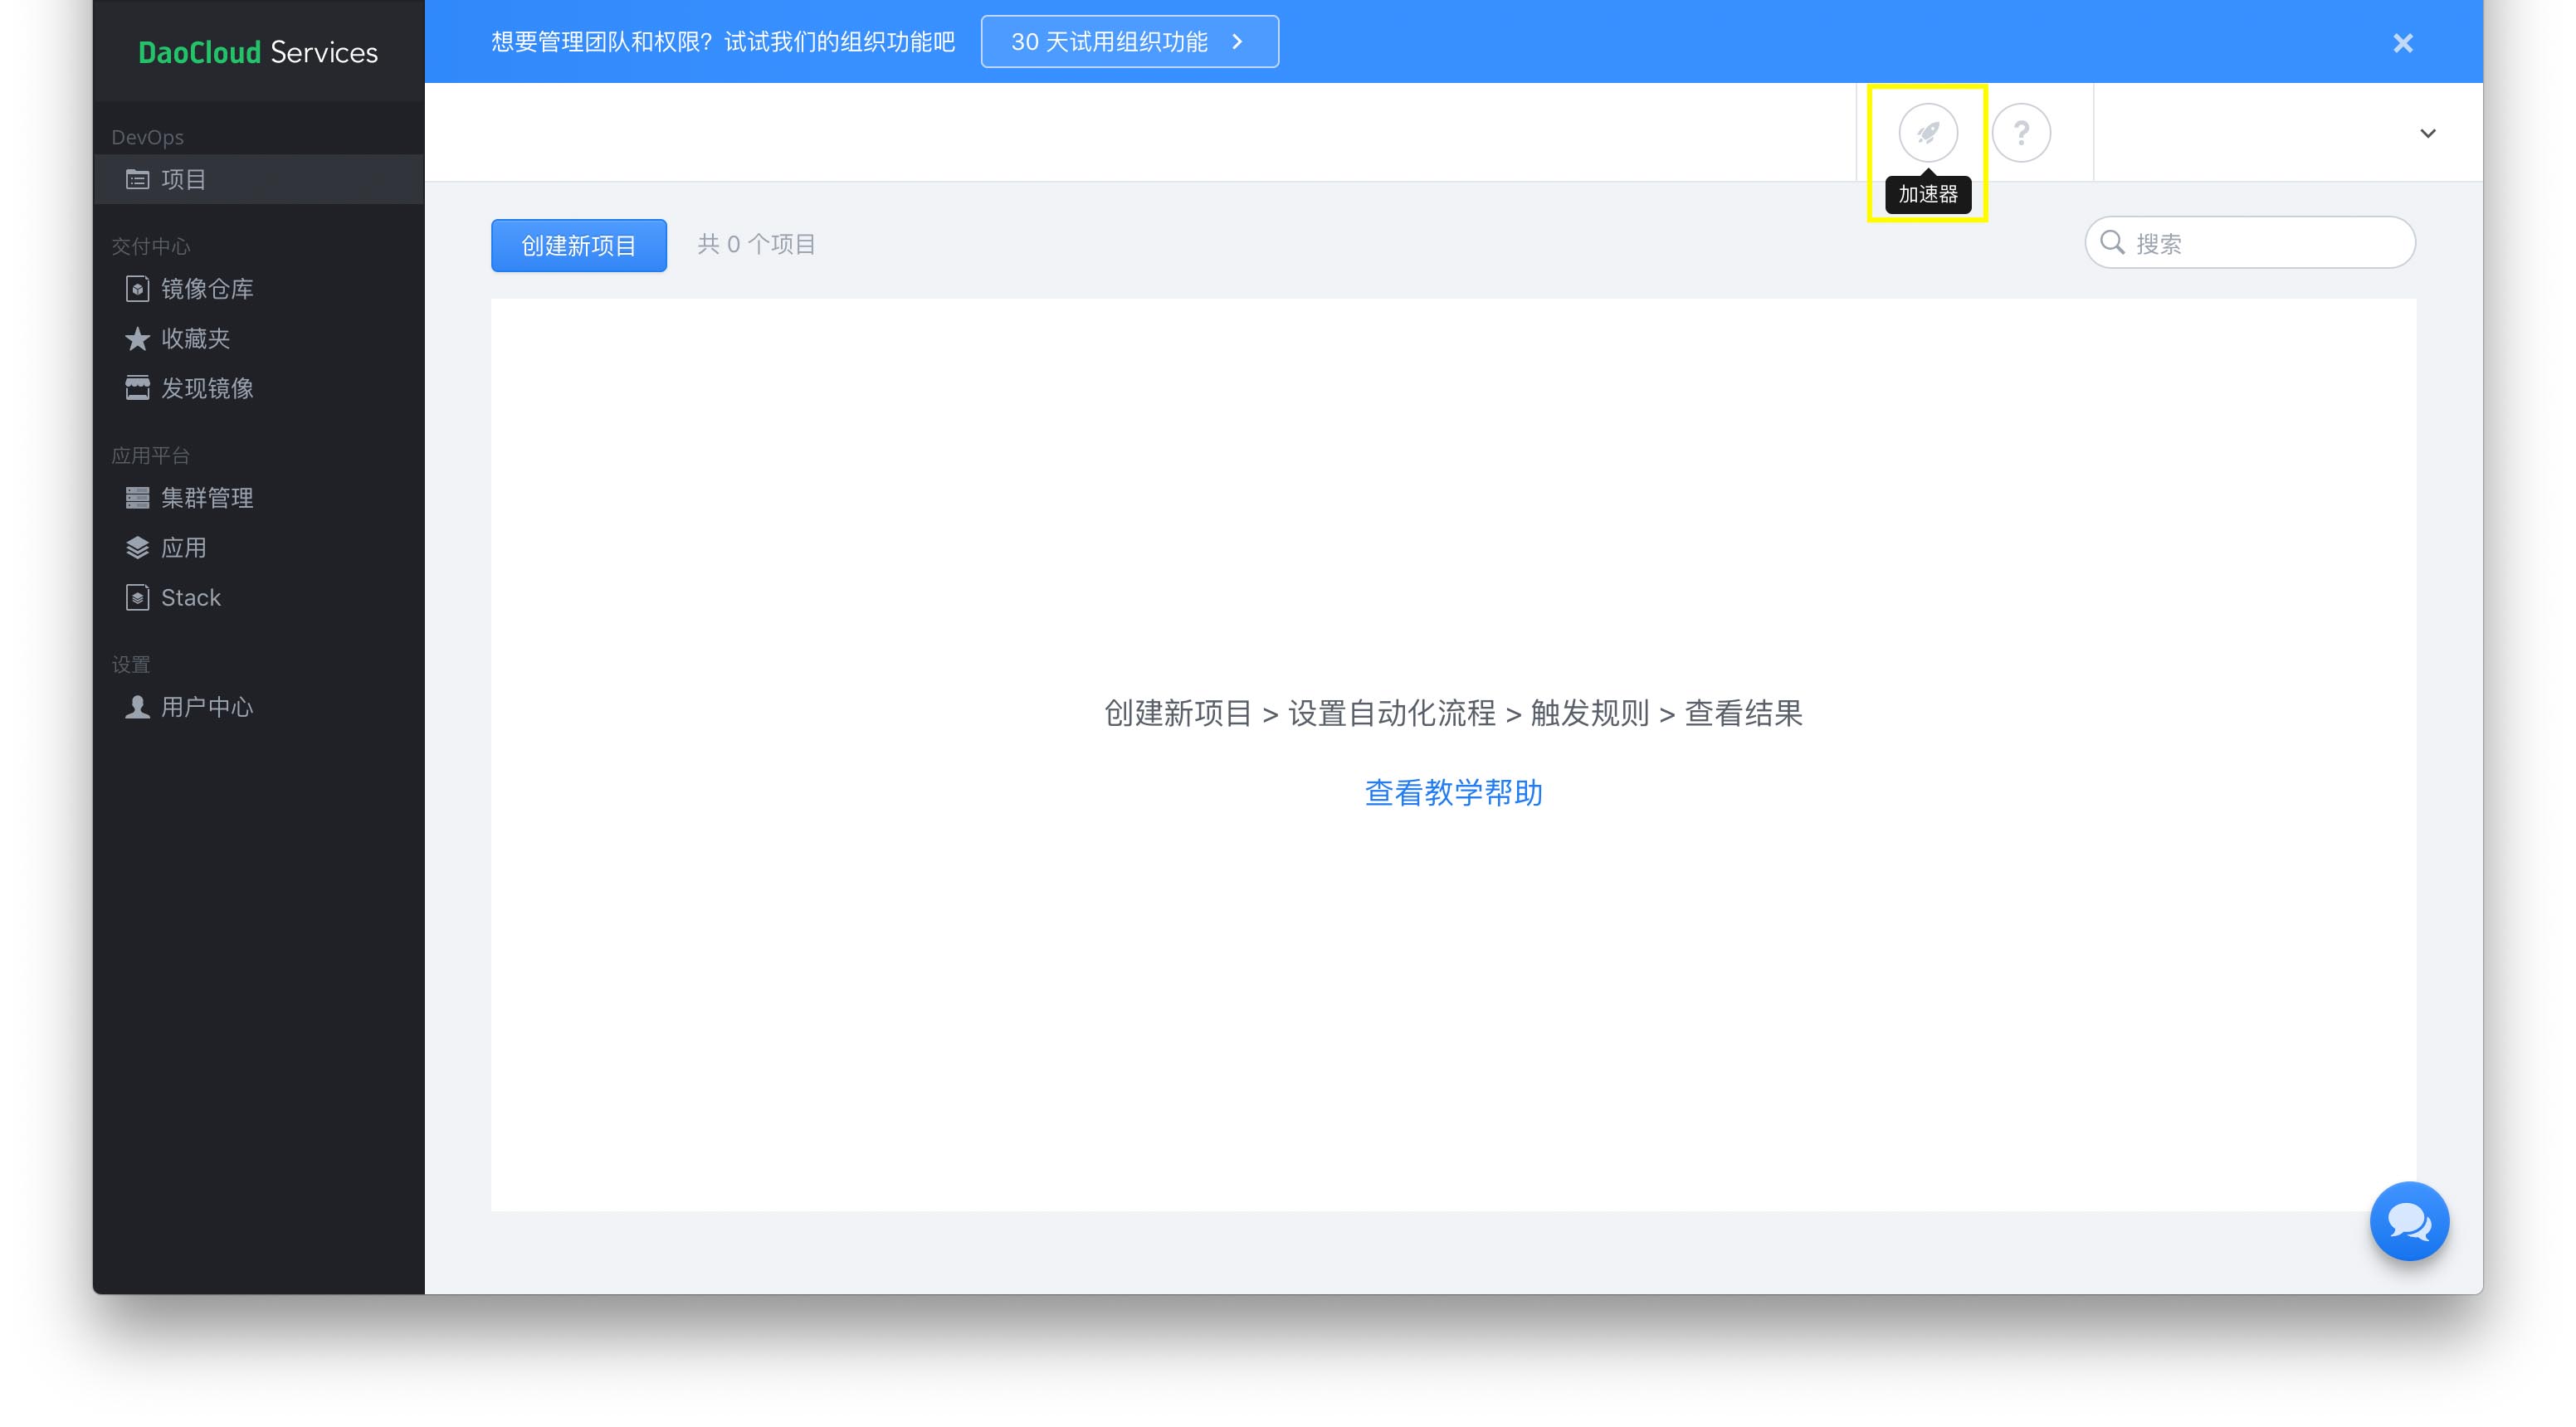 DaoCloud Services
想要管理团队和权限？试试我们的组织功能吧
30 天试用组织功能
DevOps
项目
交付中心
镜像仓库
收藏夹
发现镜像
应用平台
集群管理
应用
Stack
设置
用户中心
?
加速器
创建新项目
共 0 个项目
搜索
创建新项目 > 设置自动化流程 > 触发规则 > 查看结果
查看教学帮助